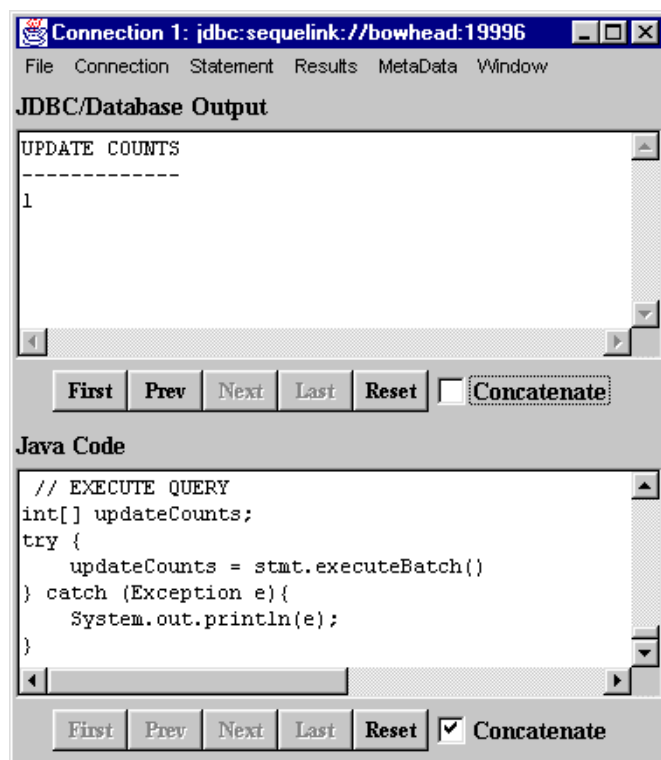 Connection 1: jdbc:sequelink://bowhead:19996
File Connection Statement Results MetaData Window
JDBC/Database Output
UPDATE COUNTS
-------------
1
First Prev Next Last Reset Concatenate
Java Code
// EXECUTE QUERY
int[] updateCounts;
try {
    updateCounts = stmt.executeBatch()
} catch (Exception e){
    System.out.println(e);
}
First Prev Next Last Reset Concatenate